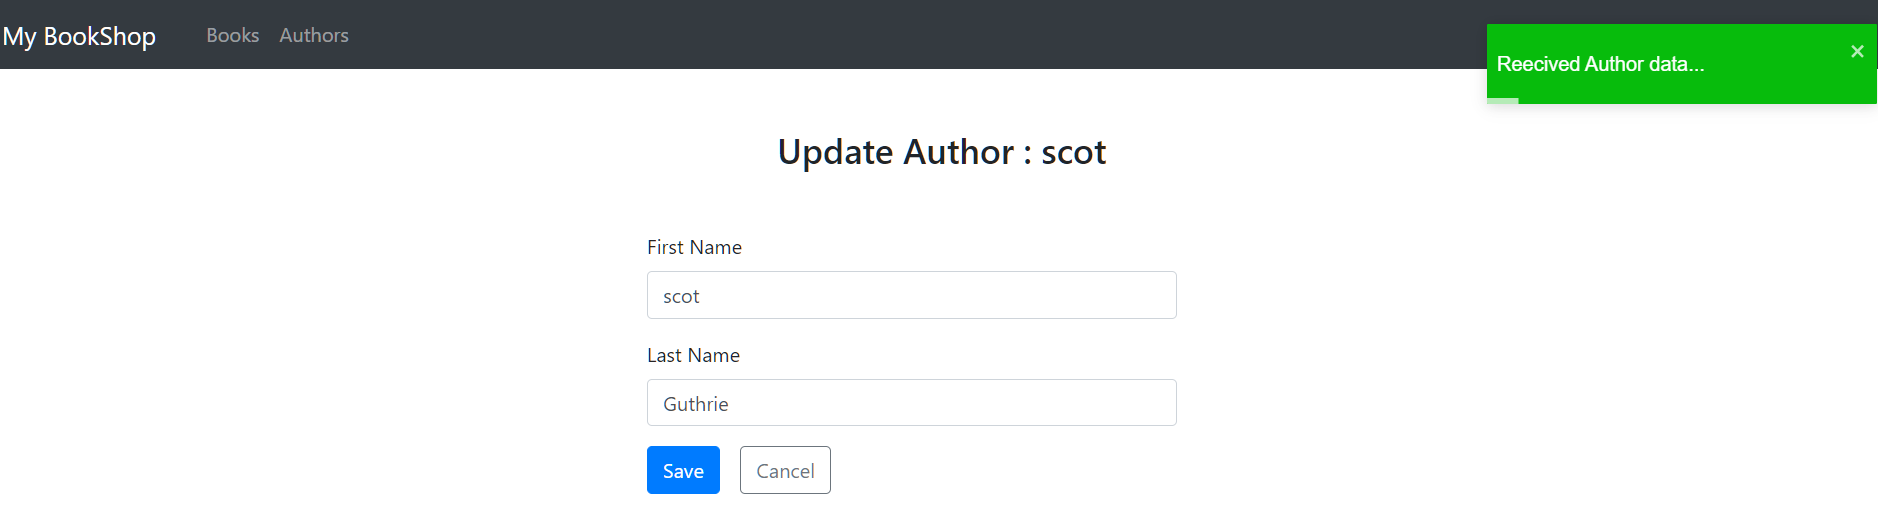 My BookShop Books Authors
Reecived Author data...
Update Author : scot
First Name
scot
Last Name
Guthrie
Save Cancel